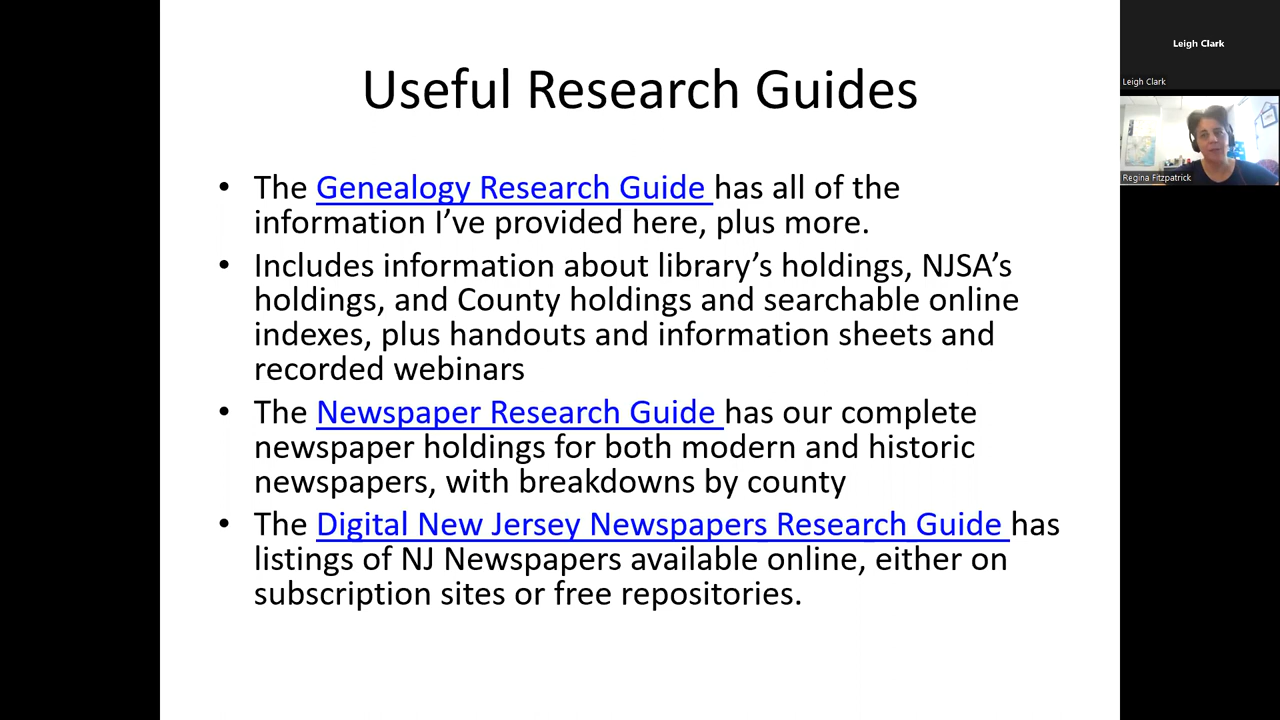 Useful Research Guides
• The Genealogy Research Guide has all of the
information I’ve provided here, plus more.
• Includes information about library’s holdings, NJSA’s
holdings, and County holdings and searchable online
indexes, plus handouts and information sheets and
recorded webinars
• The Newspaper Research Guide has our complete
newspaper holdings for both modern and historic
newspapers, with breakdowns by county
• The Digital New Jersey Newspapers Research Guide has
listings of NJ Newspapers available online, either on
subscription sites or free repositories.
Leigh Clark
Leigh Clark
Regina Fitzpatrick